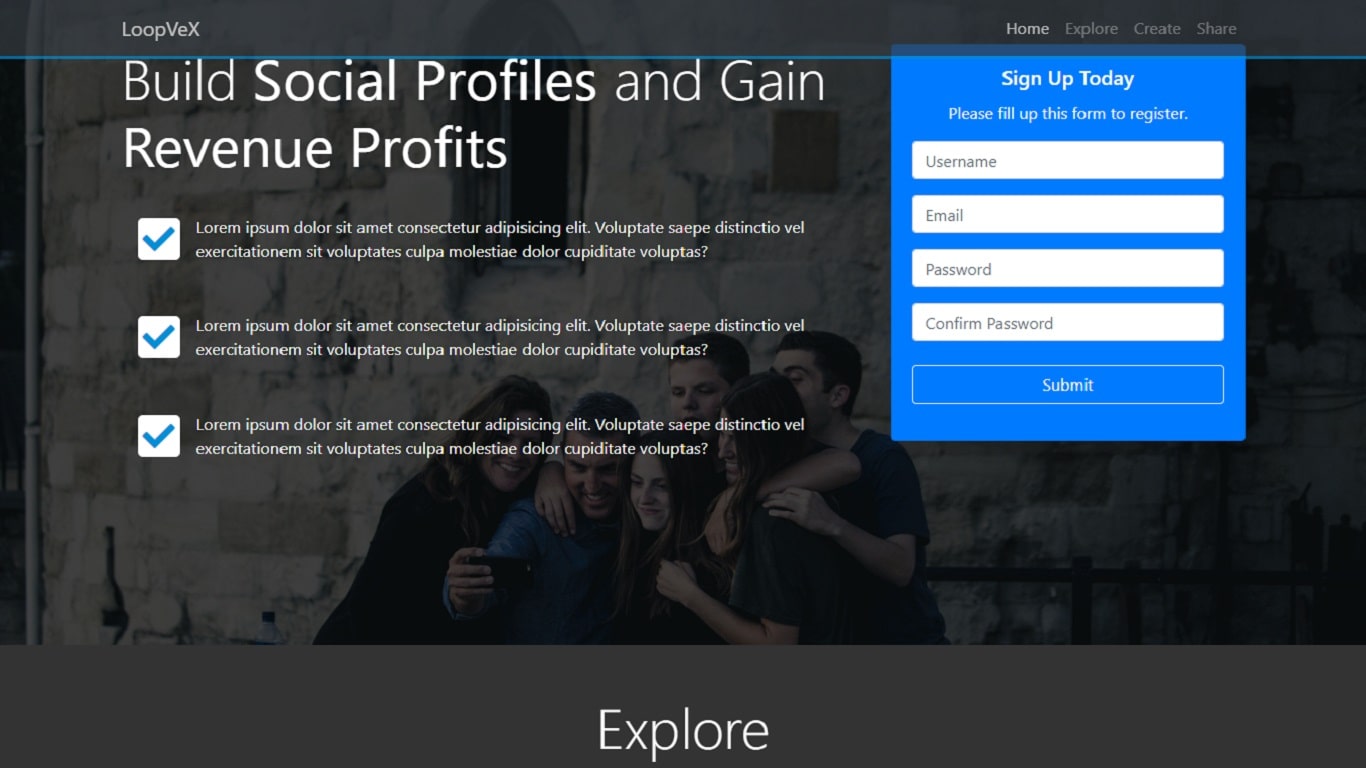 LoopVeX
Home Explore Create Share
Build Social Profiles and Gain
Revenue Profits
Lorem ipsum dolor sit amet consectetur adipisicing elit. Voluptate saepe distinctio vel
exercitationem sit voluptates culpa molestiae dolor cupiditate voluptas?
Lorem ipsum dolor sit amet consectetur adipisicing elit. Voluptate saepe distinctio vel
exercitationem sit voluptates culpa molestiae dolor cupiditate voluptas?
Lorem ipsum dolor sit amet consectetur adipisicing elit. Voluptate saepe distinctio vel
exercitationem sit voluptates culpa molestiae dolor cupiditate voluptas?
Sign Up Today
Please fill up this form to register.
Username
Email
Password
Confirm Password
Submit
Explore